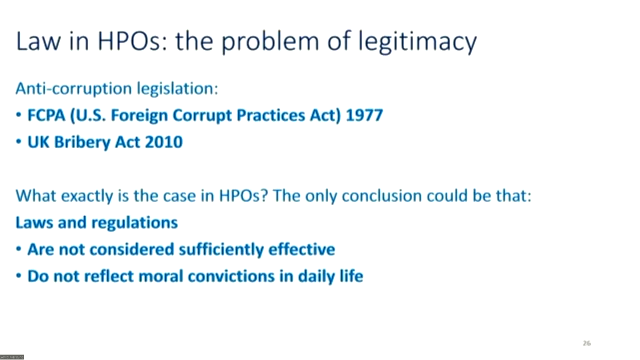 Law in HPOs: the problem of legitimacy
Anti-corruption legislation:
• FCPA (U.S. Foreign Corrupt Practices Act) 1977
• UK Bribery Act 2010
What exactly is the case in HPOs? The only conclusion could be that:
Laws and regulations
• Are not considered sufficiently effective
• Do not reflect moral convictions in daily life
26